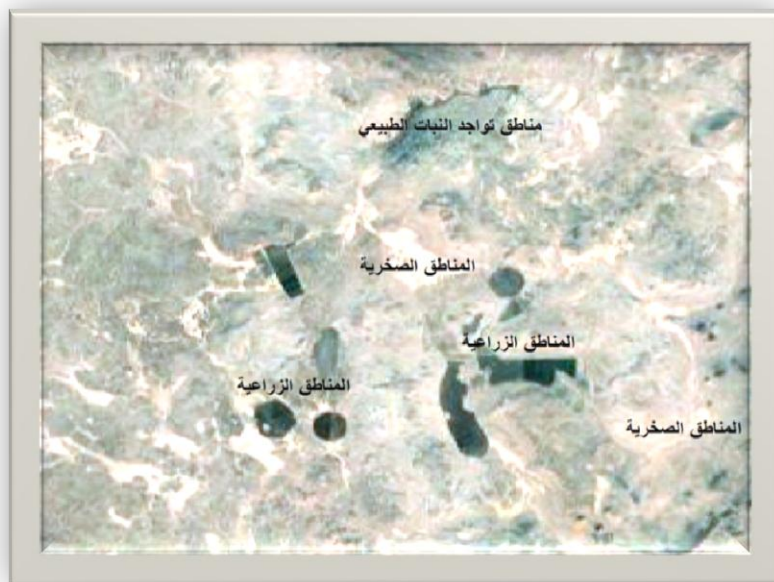 مناطق تواجد النبات الطبيعي
المناطق الصخرية
المناطق الزراعية
المناطق الزراعية
المناطق الصخرية